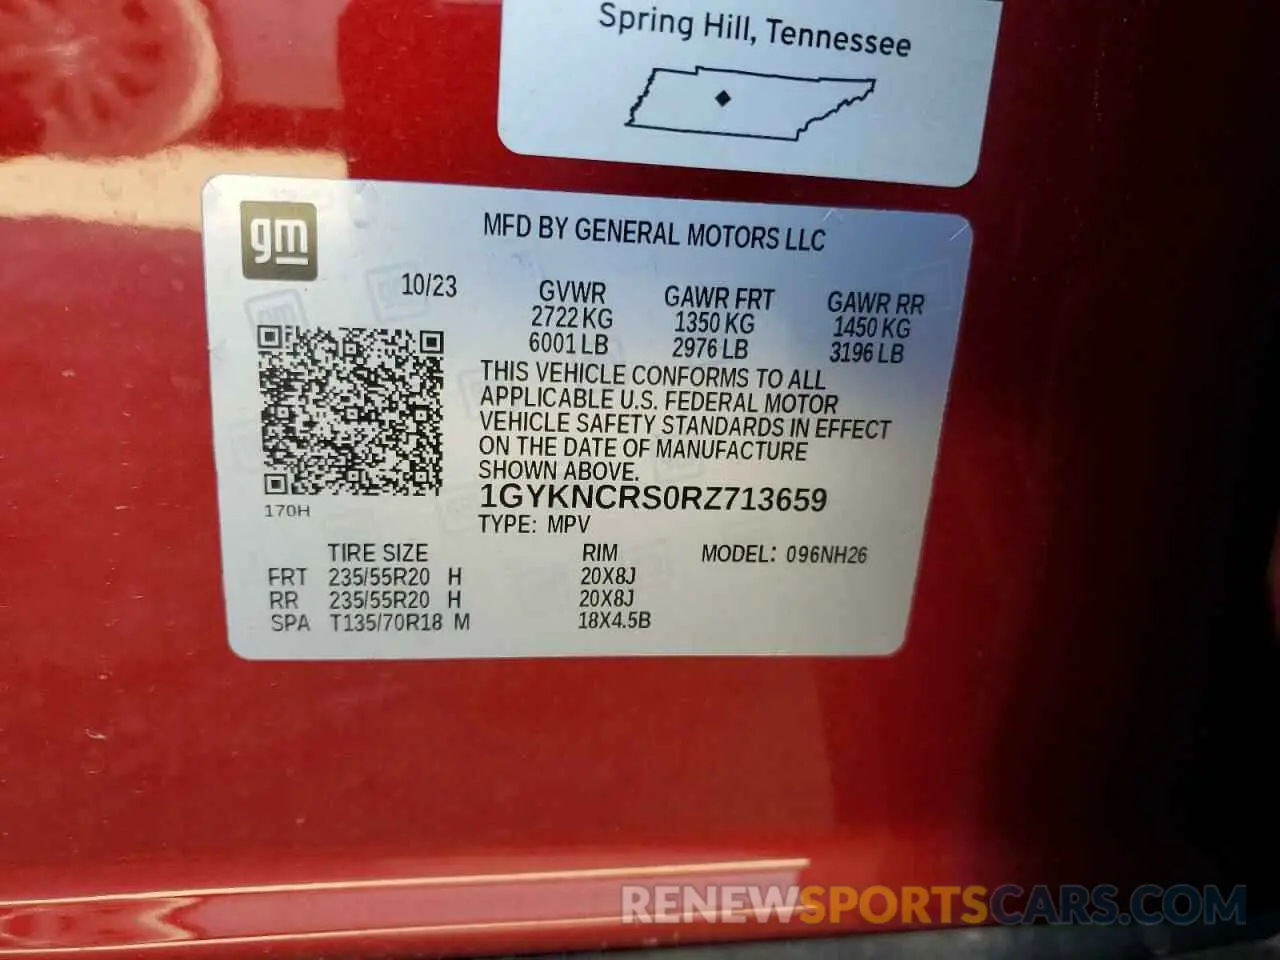 Spring Hill, Tennessee
gm
MFD BY GENERAL MOTORS LLC
10/23
GVWR GAWR FRT GAWR RR
2722 KG 1350 KG 1450 KG
6001 LB 2976 LB 3196 LB
THIS VEHICLE CONFORMS TO ALL
APPLICABLE U.S. FEDERAL MOTOR
VEHICLE SAFETY STANDARDS IN EFFECT
ON THE DATE OF MANUFACTURE
SHOWN ABOVE.
1GYKNCRS0RZ713659
170H
TYPE: MPV
TIRE SIZE RIM MODEL: 096NH26
FRT 235/55R20 H 20X8J
RR 235/55R20 H 20X8J
SPA T135/70R18 M 18X4.5B
RENEWSPORTSCARS.COM